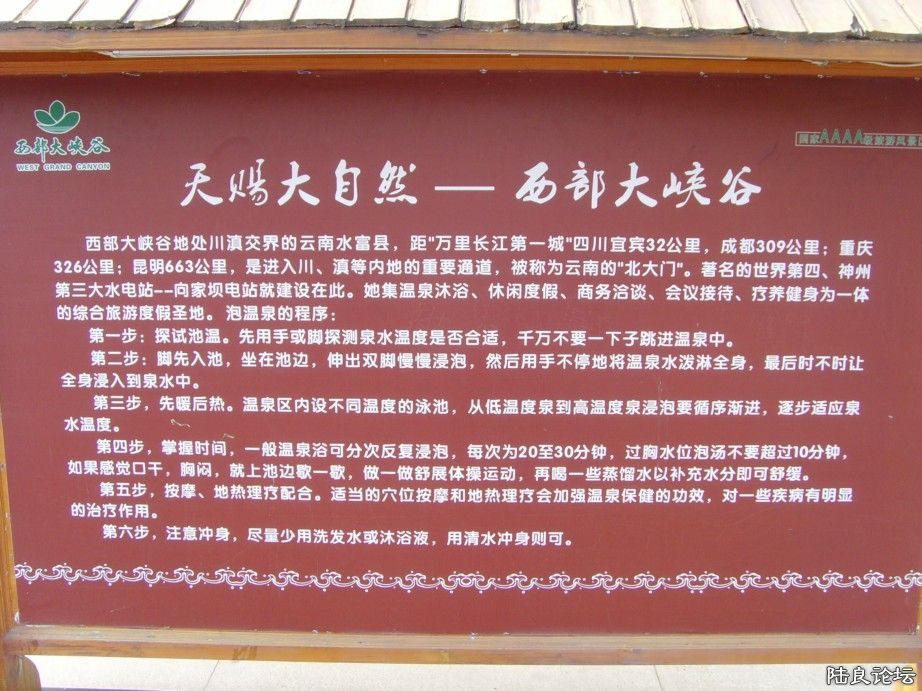 西部大峡谷
WEST GRAND CANYON
国家AAAA级旅游风景区
天赐大自然——西部大峡谷
西部大峡谷地处川滇交界的云南水富县，距"万里长江第一城"四川宜宾32公里，成都309公里；重庆
326公里；昆明663公里，是进入川、滇等内地的重要通道，被称为云南的"北大门"。著名的世界第四、神州
第三大水电站--向家坝电站就建设在此。她集温泉沐浴、休闲度假、商务洽谈、会议接待、疗养健身为一体
的综合旅游度假圣地。泡温泉的程序：
第一步：探试池温。先用手或脚探测泉水温度是否合适，千万不要一下子跳进温泉中。
第二步：脚先入池，坐在池边，伸出双脚慢慢浸泡，然后用手不停地将温泉水泼淋全身，最后时不时让
全身浸入到泉水中。
第三步，先暖后热。温泉区内设不同温度的泳池，从低温度泉到高温度泉浸泡要循序渐进，逐步适应泉
水温度。
第四步，掌握时间，一般温泉浴可分次反复浸泡，每次为20至30分钟，过胸水位泡汤不要超过10分钟，
如果感觉口干，胸闷，就上池边歇一歇，做一做舒展体操运动，再喝一些蒸馏水以补充水分即可舒缓。
第五步，按摩、地热理疗配合。适当的穴位按摩和地热理疗会加强温泉保健的功效，对一些疾病有明显
的治疗作用。
第六步，注意冲身，尽量少用洗发水或沐浴液，用清水冲身则可。
陆良论坛